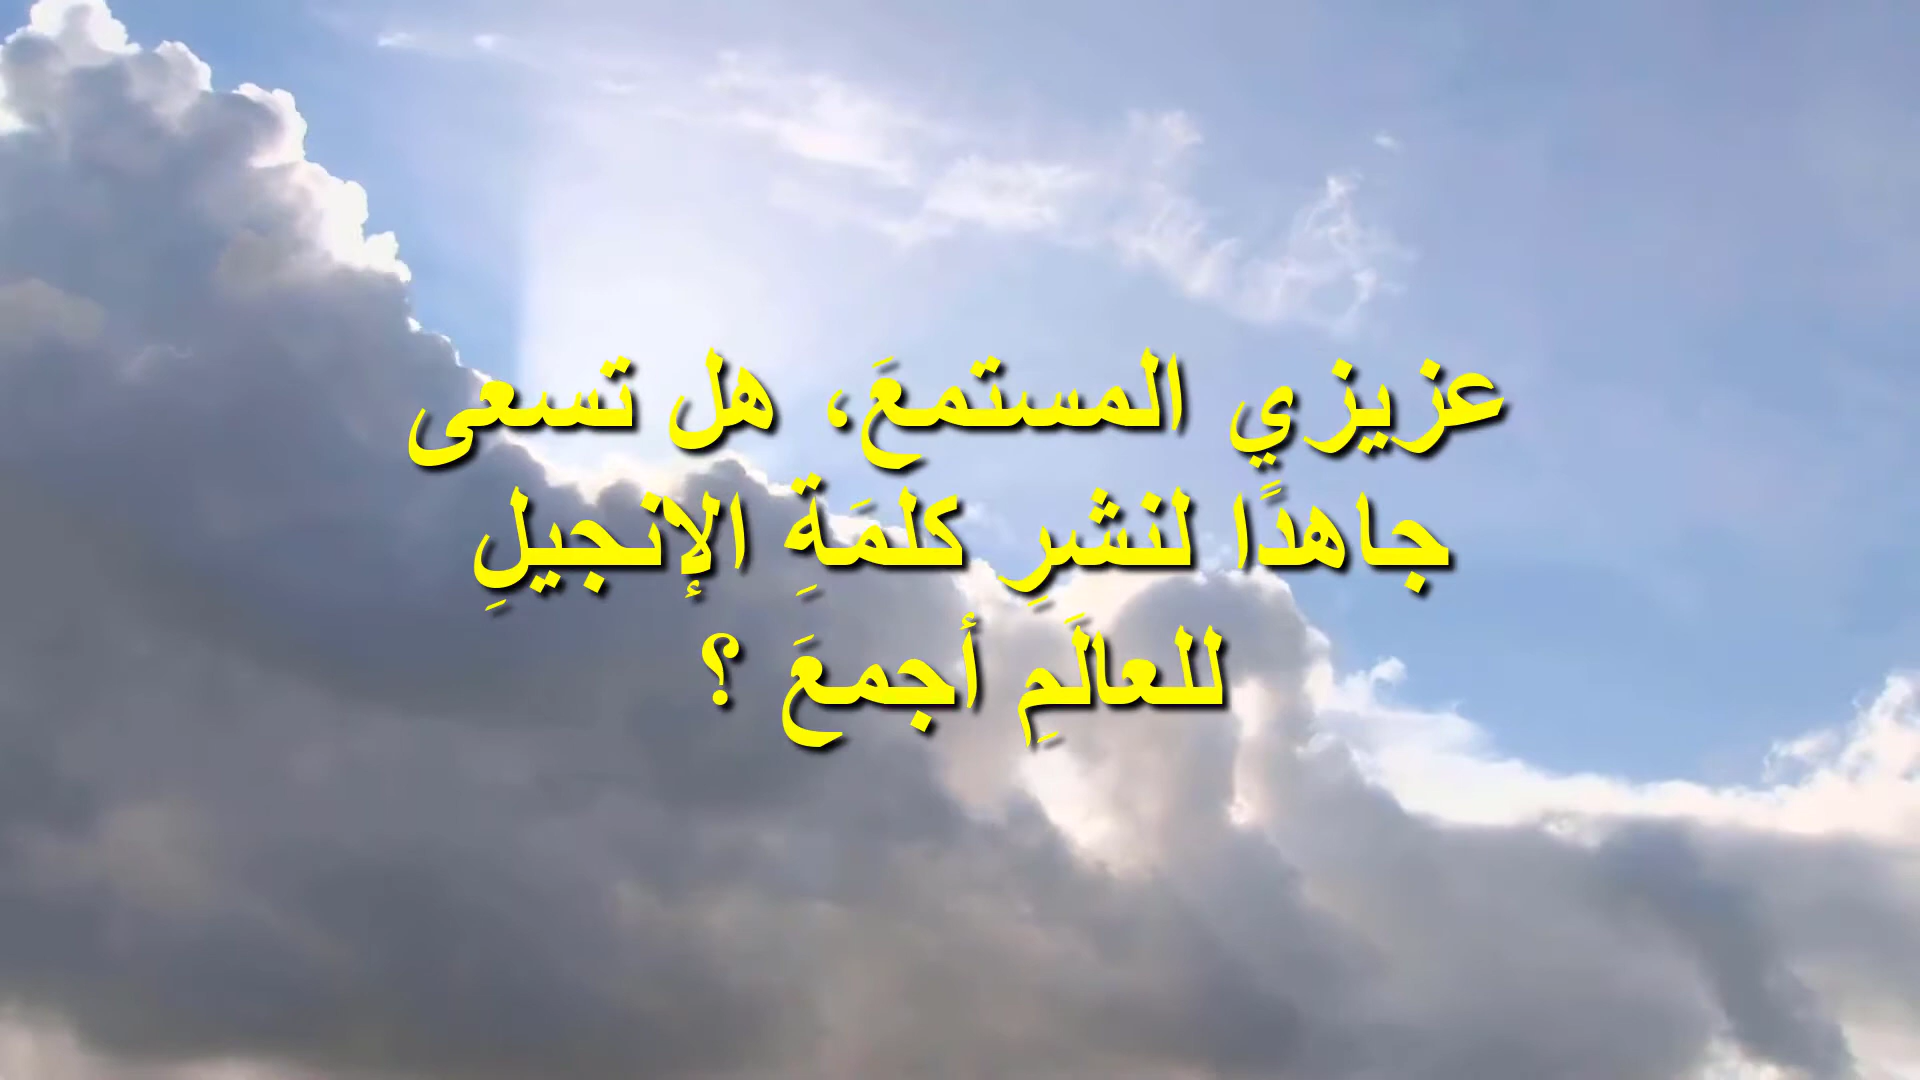 عزيزي المستمعَ، هل تسعى
جاهدًا لنشرِ كلمَةِ الإنجيلِ
للعالَمِ أجمعَ ؟